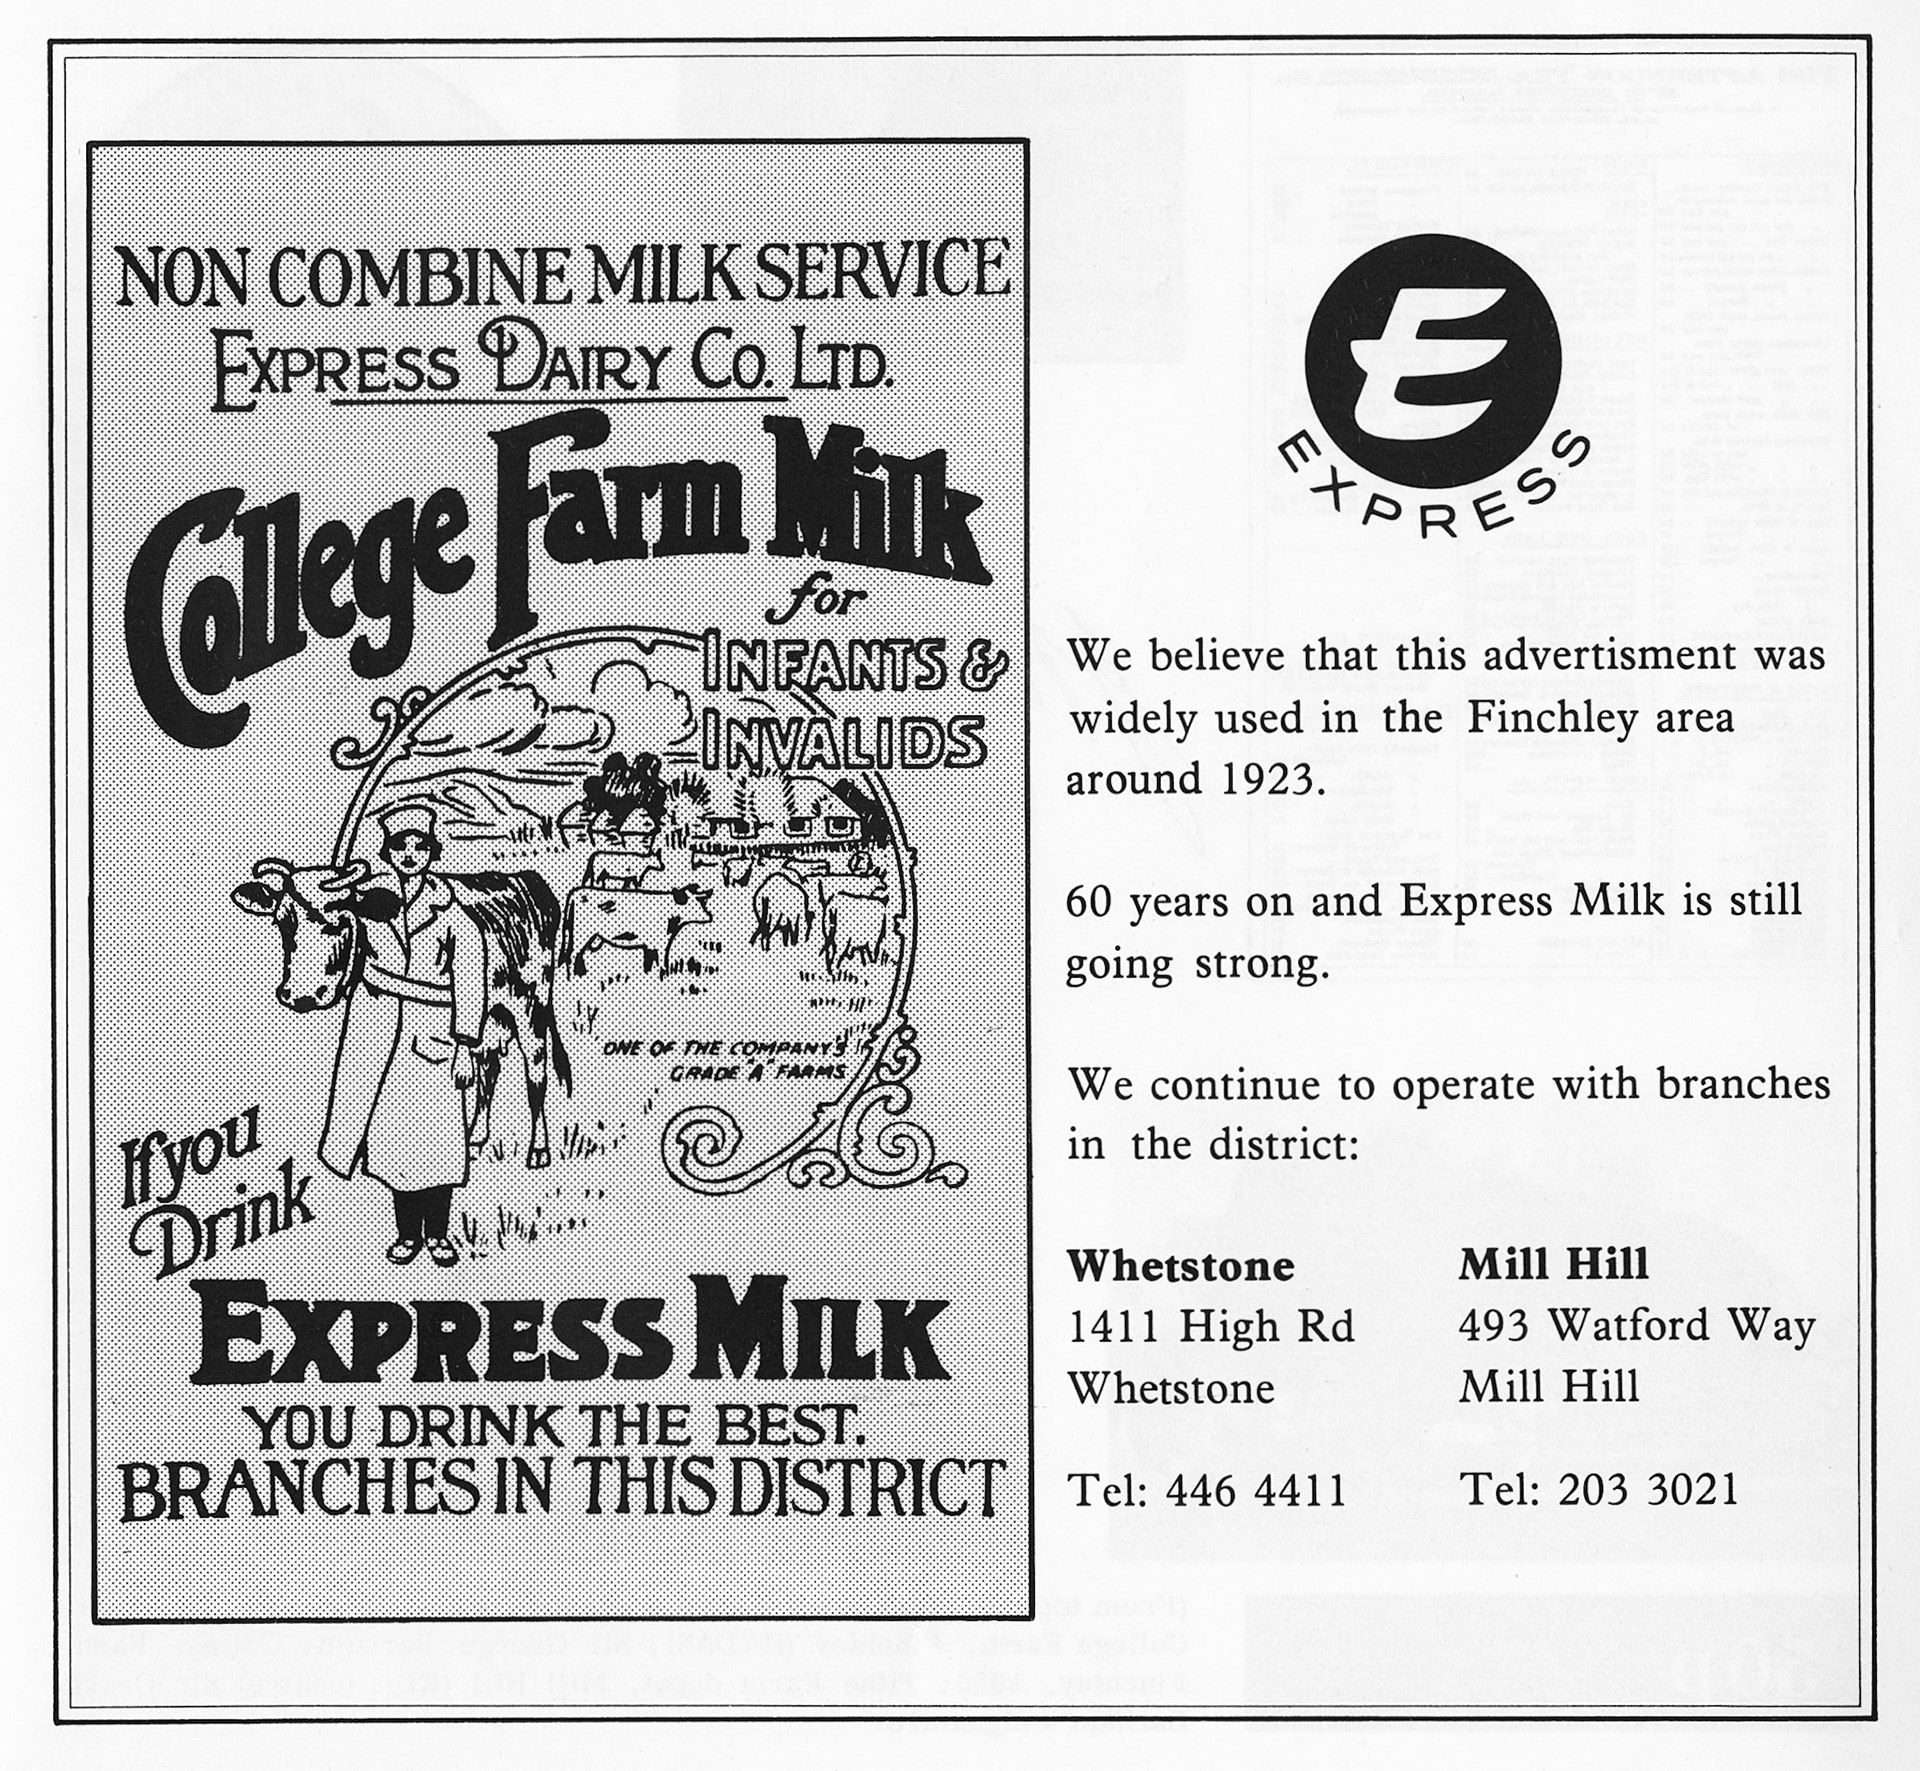 NON COMBINE MILK SERVICE
EXPRESS DAIRY CO. LTD.
College Farm Milk
for
INFANTS &
INVALIDS
ONE OF THE COMPANY'S
GRADE 'A' FARMS
If you
Drink
EXPRESS MILK
YOU DRINK THE BEST.
BRANCHES IN THIS DISTRICT
E
EXPRESS
We believe that this advertisment was
widely used in the Finchley area
around 1923.
60 years on and Express Milk is still
going strong.
We continue to operate with branches
in the district:
Whetstone
1411 High Rd
Whetstone
Tel: 446 4411
Mill Hill
493 Watford Way
Mill Hill
Tel: 203 3021